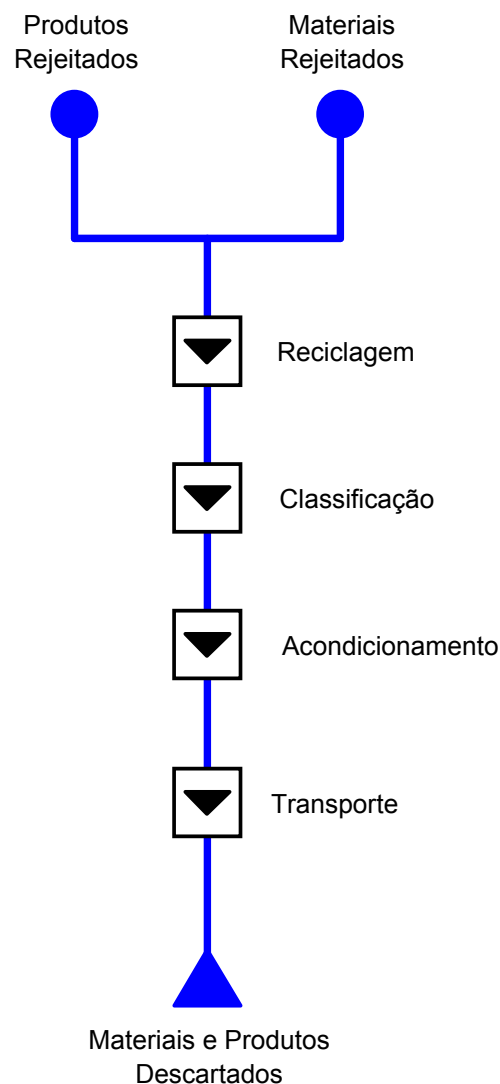 Produtos
Rejeitados
Materiais
Rejeitados
Reciclagem
Classificação
Acondicionamento
Transporte
Materiais e Produtos
Descartados